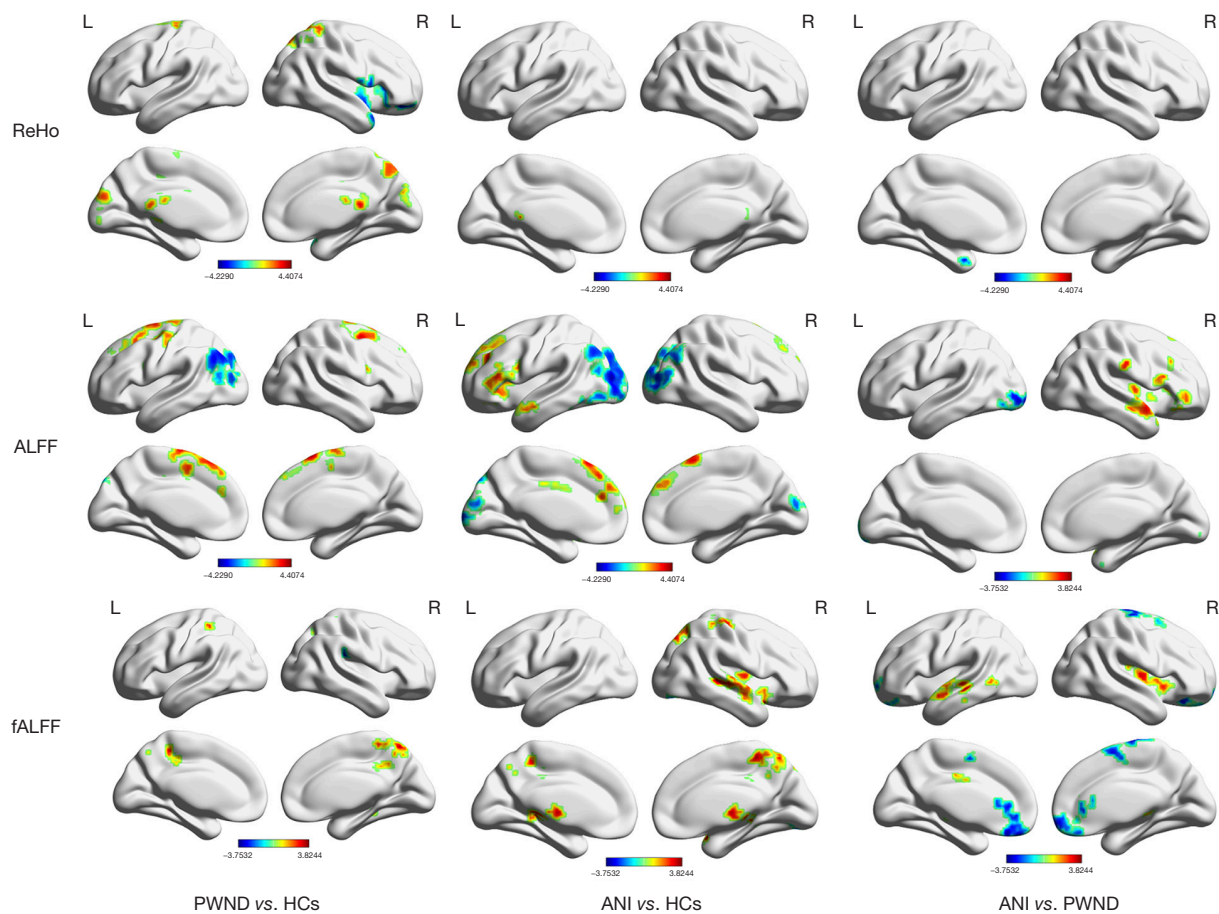 L R L R L R
ReHo
−4.2290 4.4074 −4.2290 4.4074 −4.2290 4.4074
L R L R L R
ALFF
−4.2290 4.4074 −4.2290 4.4074 −3.7532 3.8244
L R L R L R
fALFF
−3.7532 3.8244 −3.7532 3.8244 −3.7532 3.8244
PWND vs. HCs ANI vs. HCs ANI vs. PWND